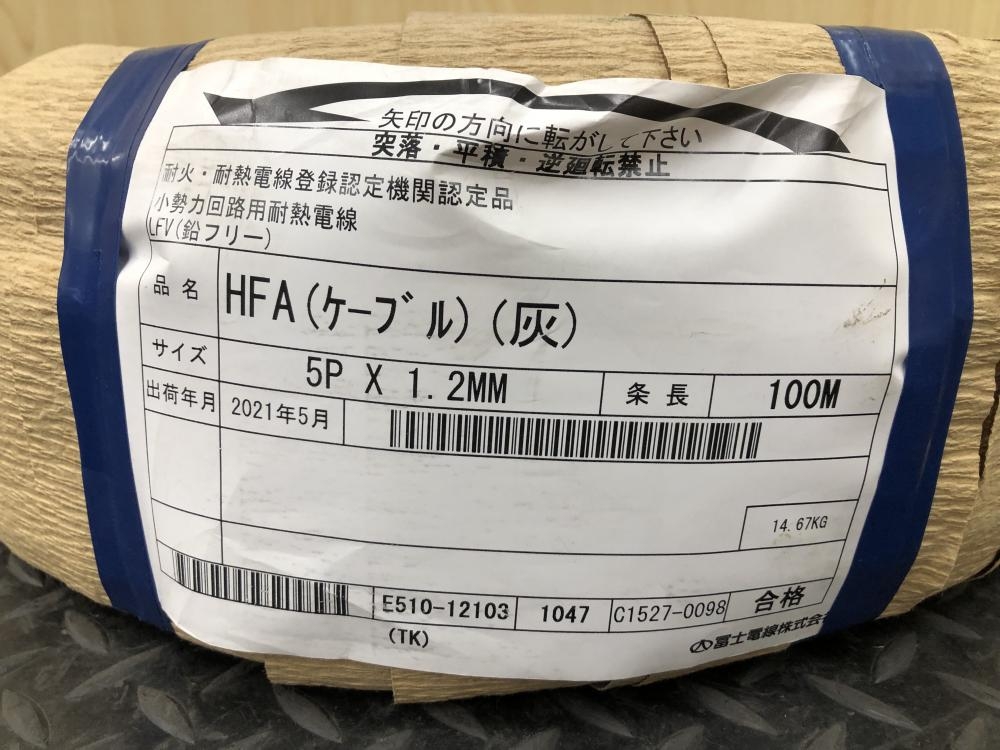 矢印の方向に転がして下さい
突落・平積・逆廻転禁止
耐火・耐熱電線登録認定機関認定品
小勢力回路用耐熱電線
LFV(鉛フリー)
品 名 HFA(ケーブル)(灰)
サイズ 5P X 1.2MM 条 長 100M
出荷年月 2021年5月
14.67KG
E510-12103 1047 C1527-0098 合格
(TK) 冨士電線株式会